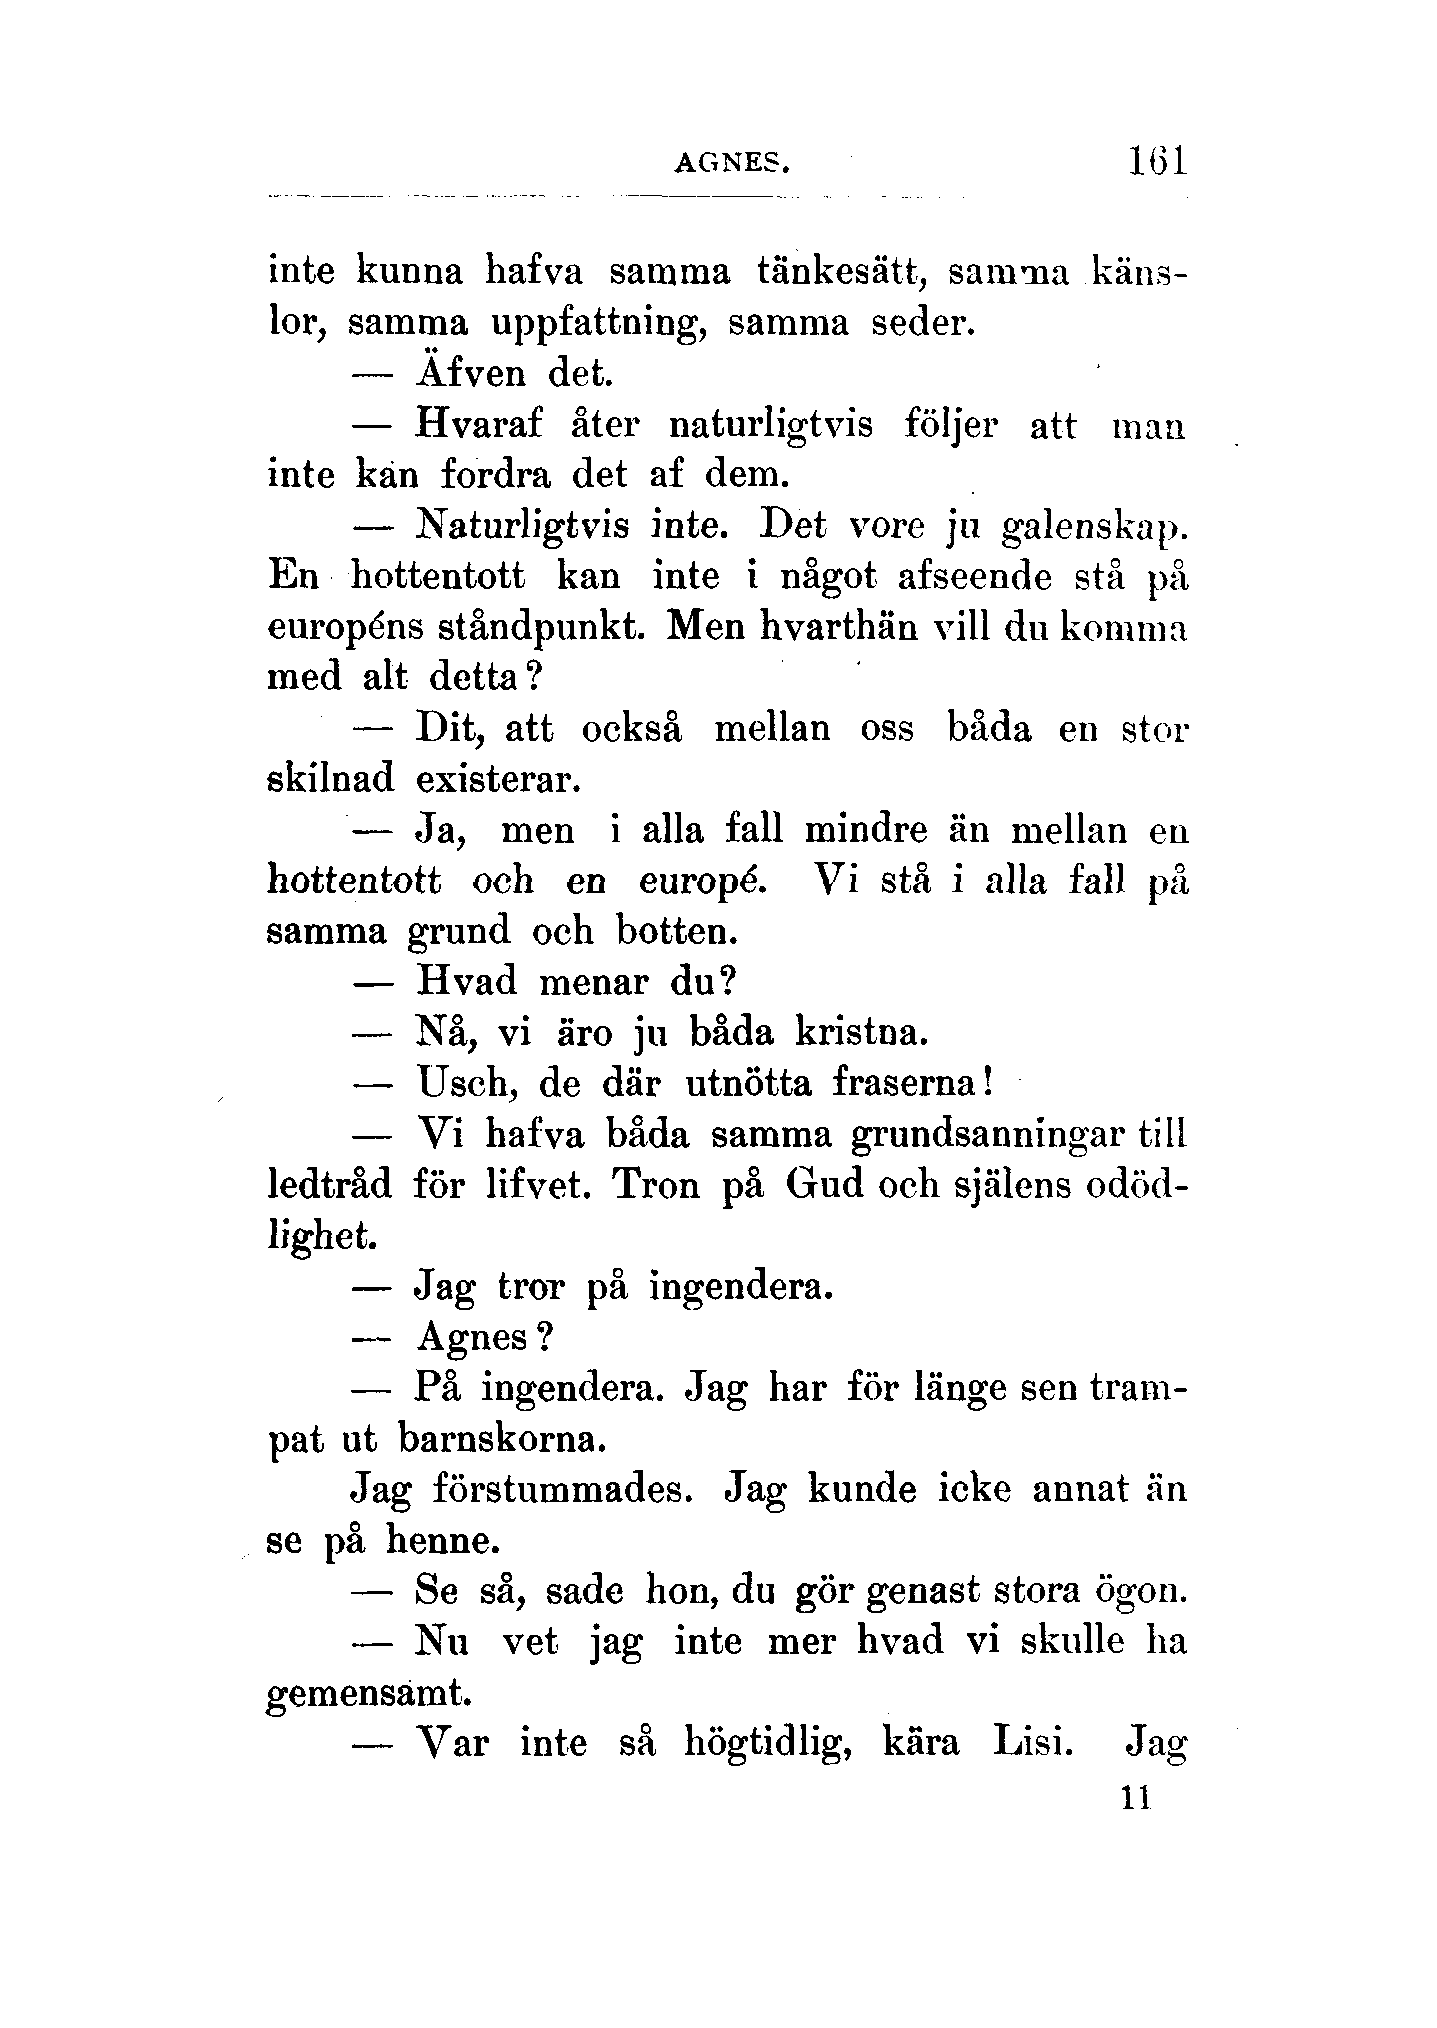 AGNES. 161
inte kunna hafva samma tänkesätt, samma käns-
lor, samma uppfattning, samma seder.
— Äfven det.
— Hvaraf åter naturligtvis följer att man
inte kan fordra det af dem.
— Naturligtvis inte. Det vore ju galenskap.
En hottentott kan inte i något afseende stå på
européns ståndpunkt. Men hvarthän vill du komma
med alt detta?
— Dit, att också mellan oss båda en stor
skilnad existerar.
— Ja, men i alla fall mindre än mellan en
hottentott och en europé. Vi stå i alla fall på
samma grund och botten.
— Hvad menar du?
— Nå, vi äro ju båda kristna.
— Usch, de där utnötta fraserna!
— Vi hafva båda samma grundsanningar till
ledtråd för lifvet. Tron på Gud och själens odöd-
lighet.
— Jag tror på ingendera.
— Agnes?
— På ingendera. Jag har för länge sen tram-
pat ut barnskorna.
Jag förstummades. Jag kunde icke annat än
se på henne.
— Se så, sade hon, du gör genast stora ögon.
— Nu vet jag inte mer hvad vi skulle ha
gemensamt.
— Var inte så högtidlig, kära Lisi. Jag
11